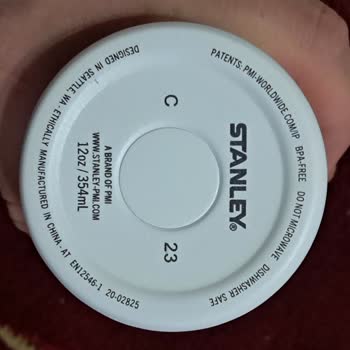 PATENTS: PMI-WORLDWIDE.COM/IP BPA-FREE DO NOT MICROWAVE DISHWASHER SAFE
STANLEY®
C 23
A BRAND OF PMI
WWW.STANLEY-PMI.COM
12oz / 354mL
DESIGNED IN SEATTLE, WA - ETHICALLY MANUFACTURED IN CHINA - AT EN12546-1 20-02825